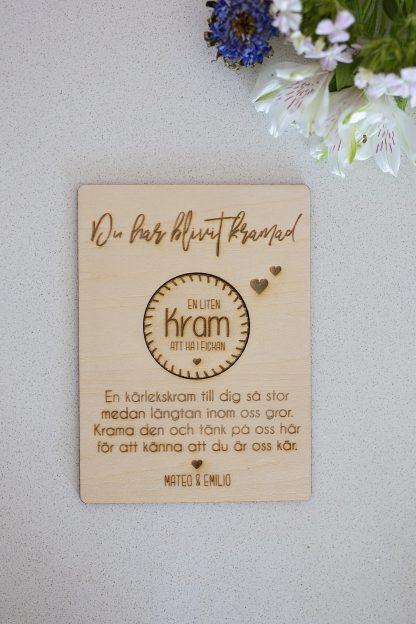 Du har blivit kramad
EN LITEN
Kram
ATT HA I FICKAN
En kärlekskram till dig så stor
medan längtan inom oss gror.
Krama den och tänk på oss här
för att känna att du är oss kär.
MATEO & EMILIO